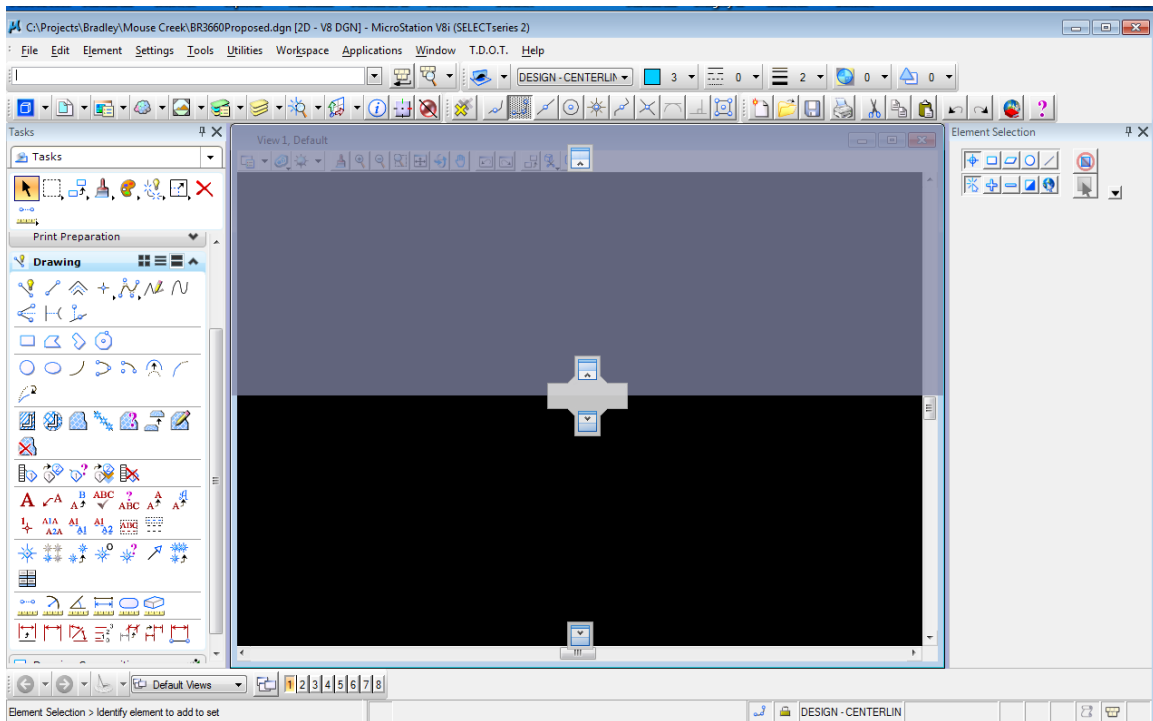 C:\Projects\Bradley\Mouse Creek\BR3660Proposed.dgn [2D - V8 DGN] - MicroStation V8i (SELECTseries 2)
File Edit Element Settings Tools Utilities Workspace Applications Window T.D.O.T. Help
DESIGN - CENTERLIN 3 0 2 0 0
Tasks
View 1, Default
Element Selection
Tasks
Print Preparation
Drawing
Default Views 1 2 3 4 5 6 7 8
Element Selection > Identify element to add to set
DESIGN - CENTERLIN